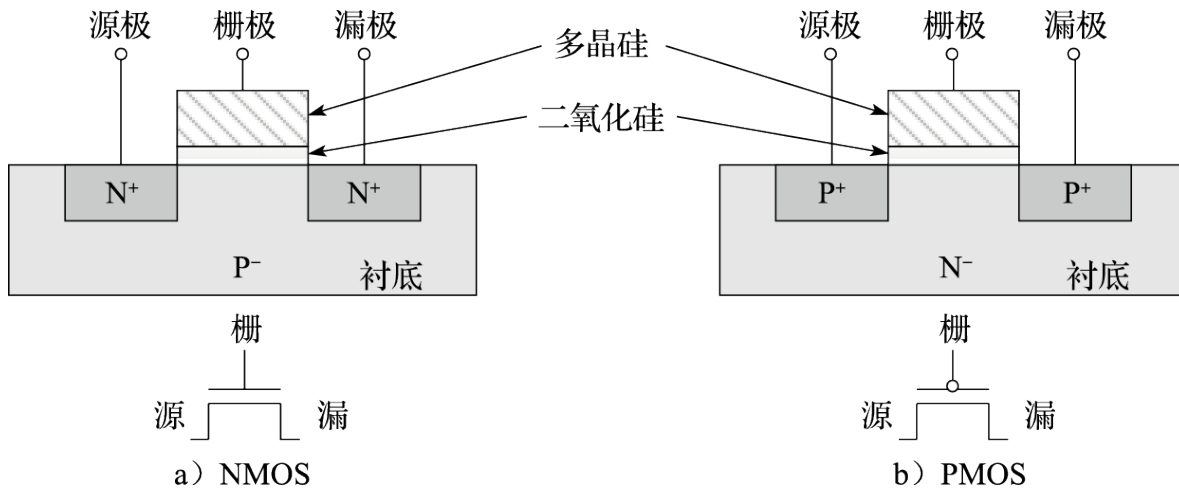 源极 栅极 漏极 源极 栅极 漏极
多晶硅
二氧化硅
N⁺ N⁺ P⁺ P⁺
P⁻ N⁻
衬底 衬底
栅 栅
源 漏 源 漏
a）NMOS b）PMOS